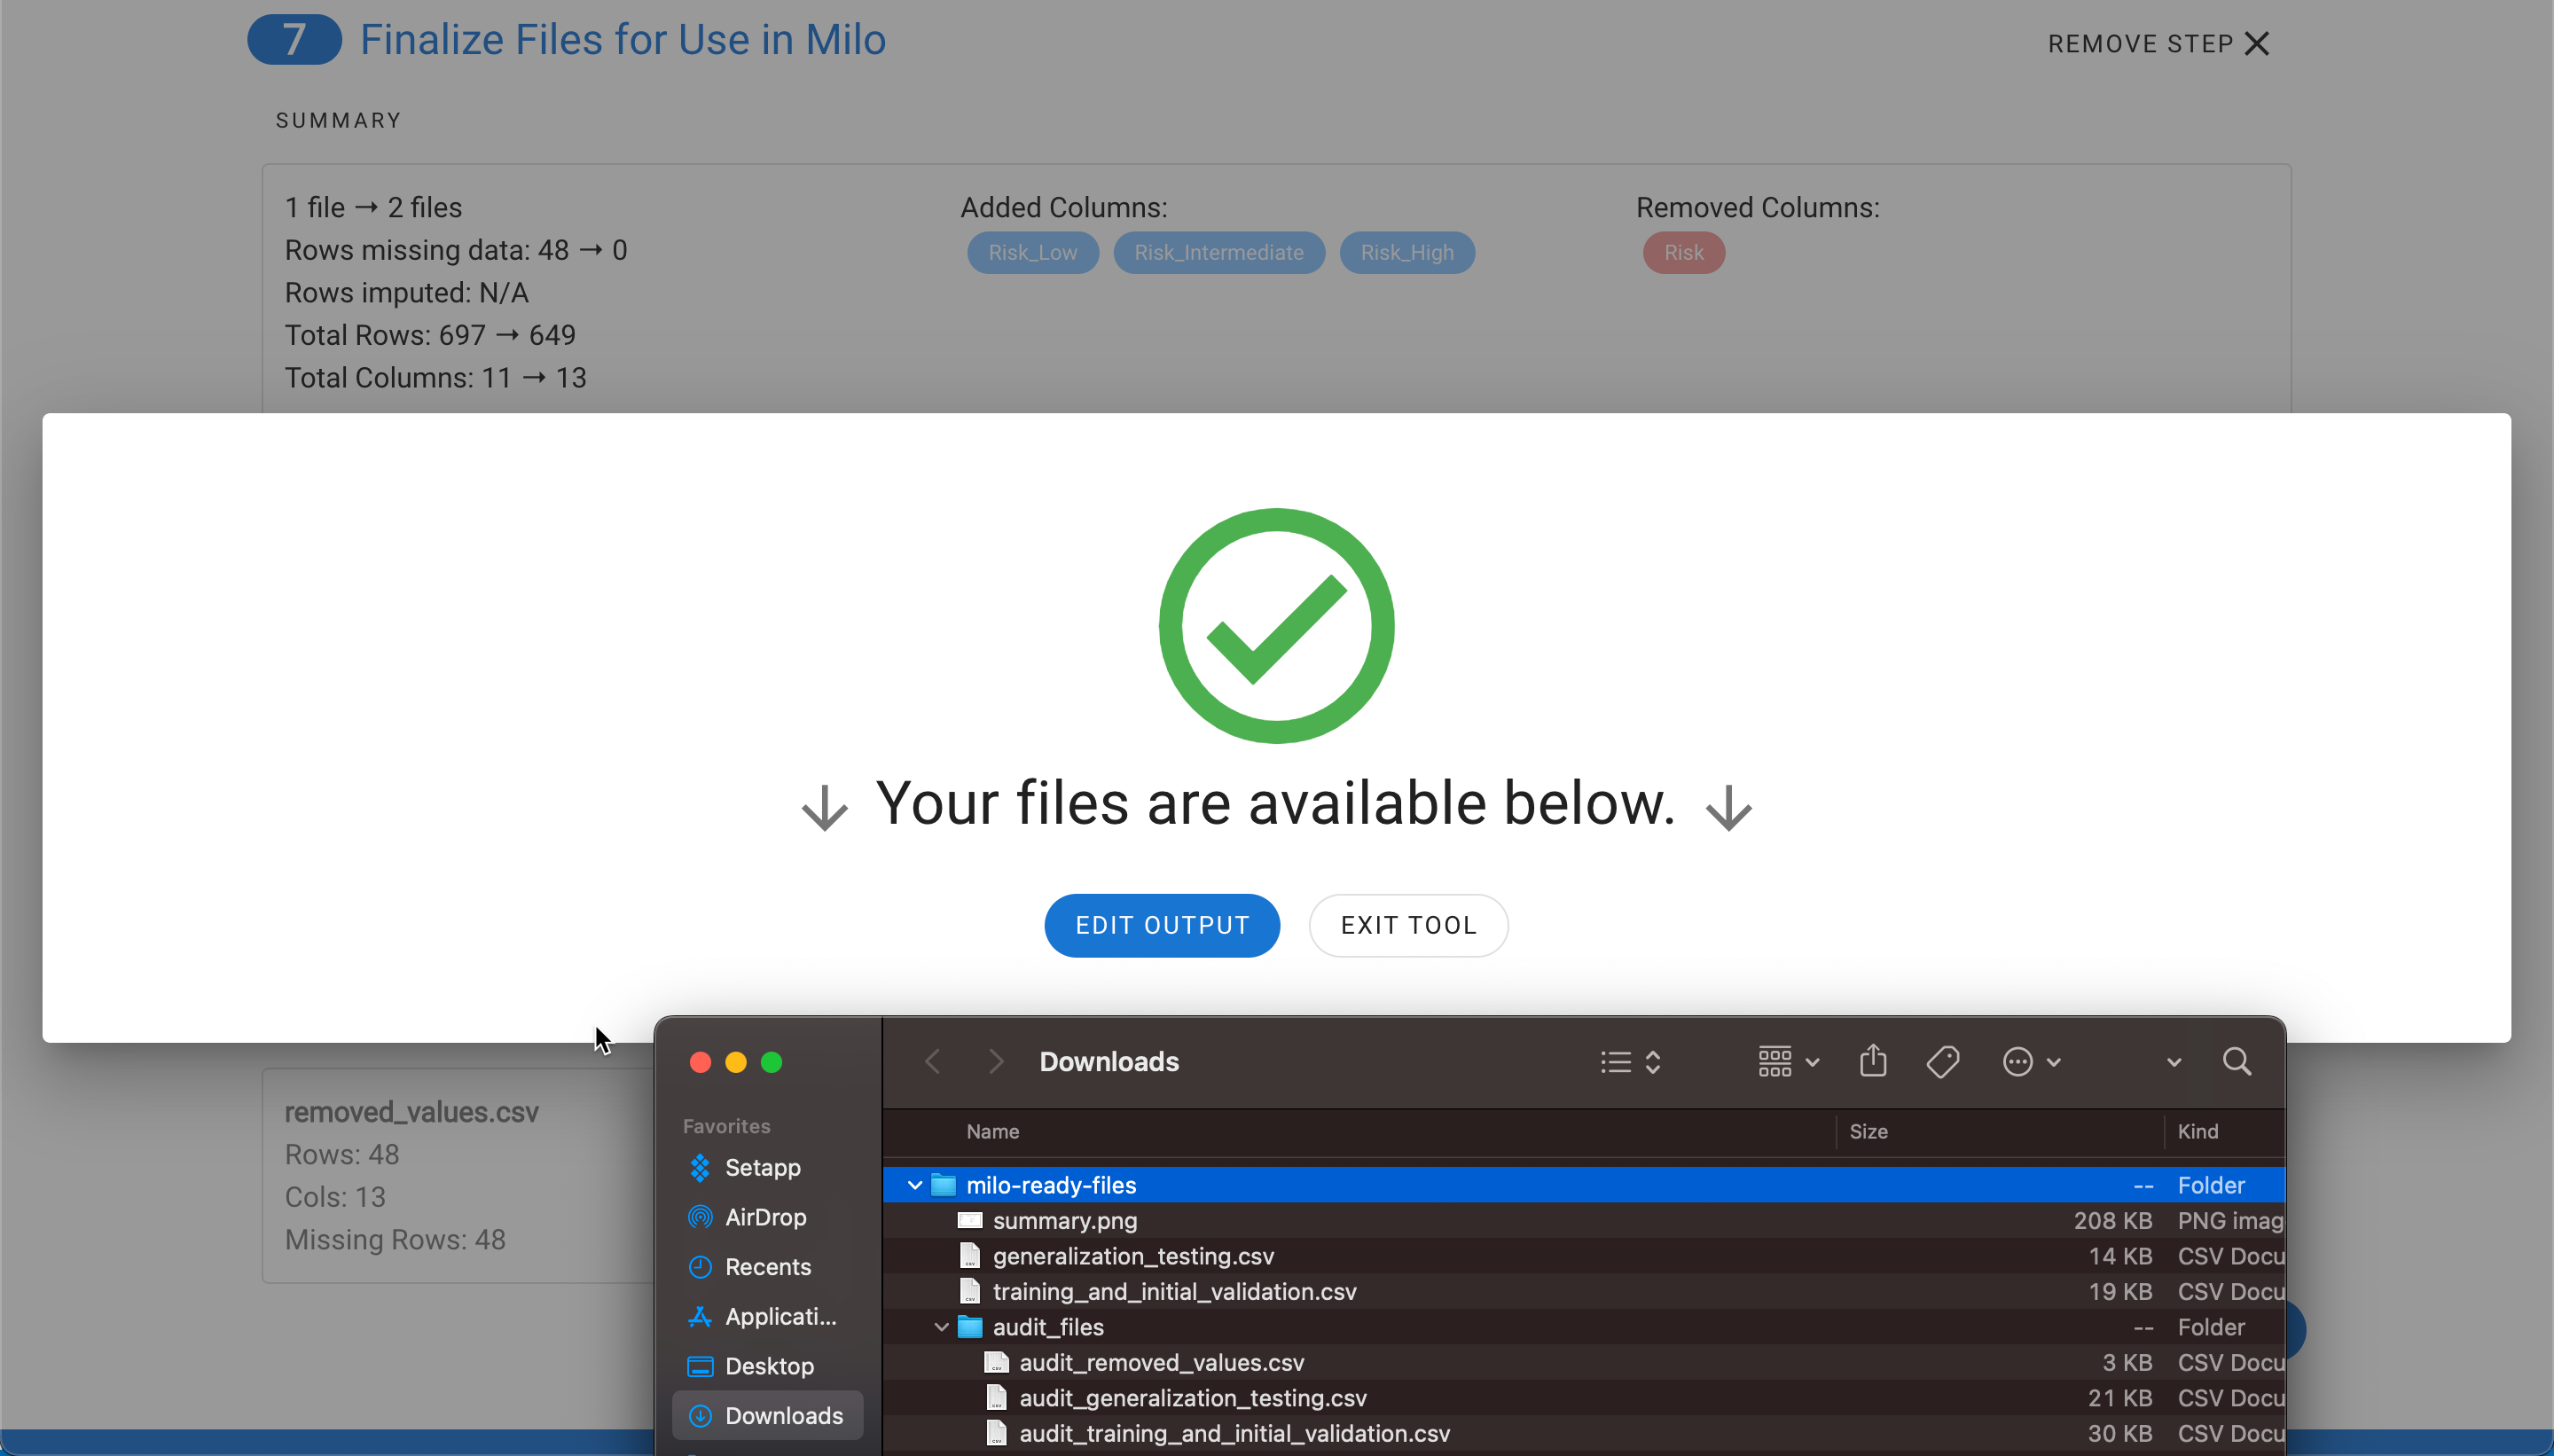 7 Finalize Files for Use in Milo
REMOVE STEP
SUMMARY
1 file → 2 files
Rows missing data: 48 → 0
Rows imputed: N/A
Total Rows: 697 → 649
Total Columns: 11 → 13
Added Columns:
Risk_Low Risk_Intermediate Risk_High
Removed Columns:
Risk
↓ Your files are available below. ↓
EDIT OUTPUT
EXIT TOOL
removed_values.csv
Rows: 48
Cols: 13
Missing Rows: 48
Favorites
Setapp
AirDrop
Recents
Applicati...
Desktop
Downloads
Downloads
Name Size Kind
milo-ready-files -- Folder
summary.png 208 KB PNG imag
generalization_testing.csv 14 KB CSV Docu
training_and_initial_validation.csv 19 KB CSV Docu
audit_files -- Folder
audit_removed_values.csv 3 KB CSV Docu
audit_generalization_testing.csv 21 KB CSV Docu
audit_training_and_initial_validation.csv 30 KB CSV Docu